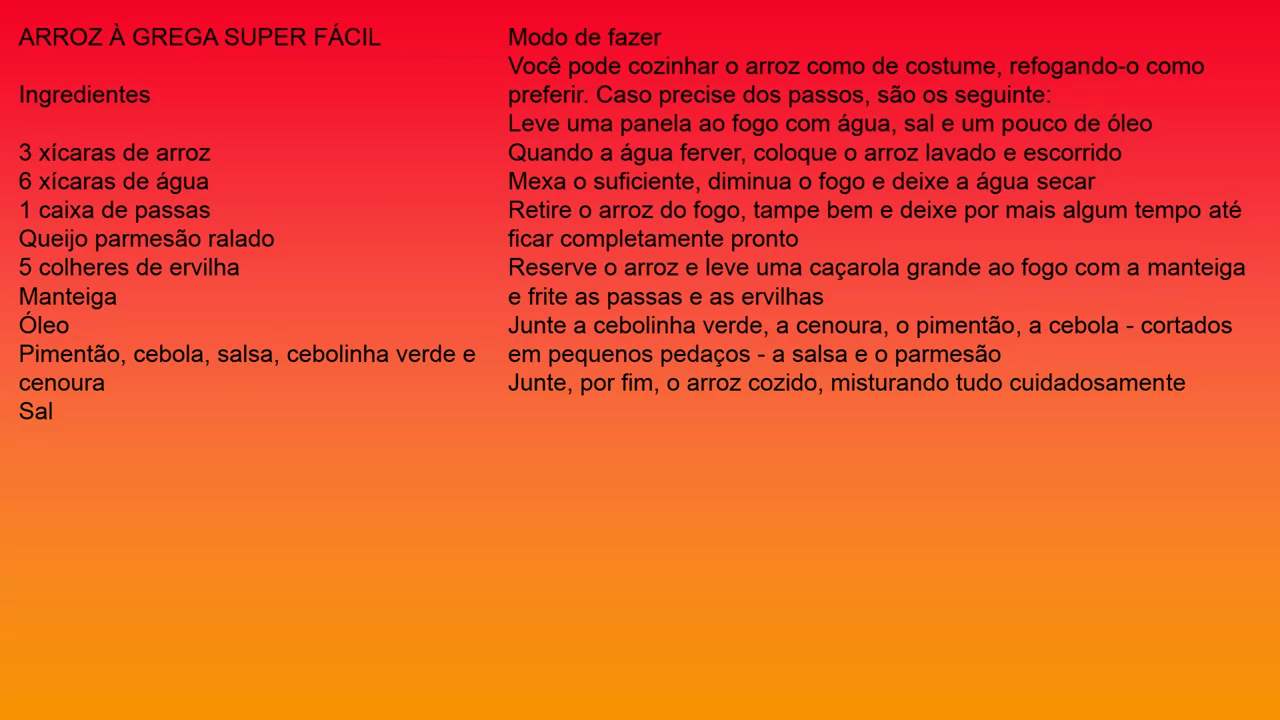 ARROZ À GREGA SUPER FÁCIL
Ingredientes
3 xícaras de arroz
6 xícaras de água
1 caixa de passas
Queijo parmesão ralado
5 colheres de ervilha
Manteiga
Óleo
Pimentão, cebola, salsa, cebolinha verde e
cenoura
Sal
Modo de fazer
Você pode cozinhar o arroz como de costume, refogando-o como
preferir. Caso precise dos passos, são os seguinte:
Leve uma panela ao fogo com água, sal e um pouco de óleo
Quando a água ferver, coloque o arroz lavado e escorrido
Mexa o suficiente, diminua o fogo e deixe a água secar
Retire o arroz do fogo, tampe bem e deixe por mais algum tempo até
ficar completamente pronto
Reserve o arroz e leve uma caçarola grande ao fogo com a manteiga
e frite as passas e as ervilhas
Junte a cebolinha verde, a cenoura, o pimentão, a cebola - cortados
em pequenos pedaços - a salsa e o parmesão
Junte, por fim, o arroz cozido, misturando tudo cuidadosamente